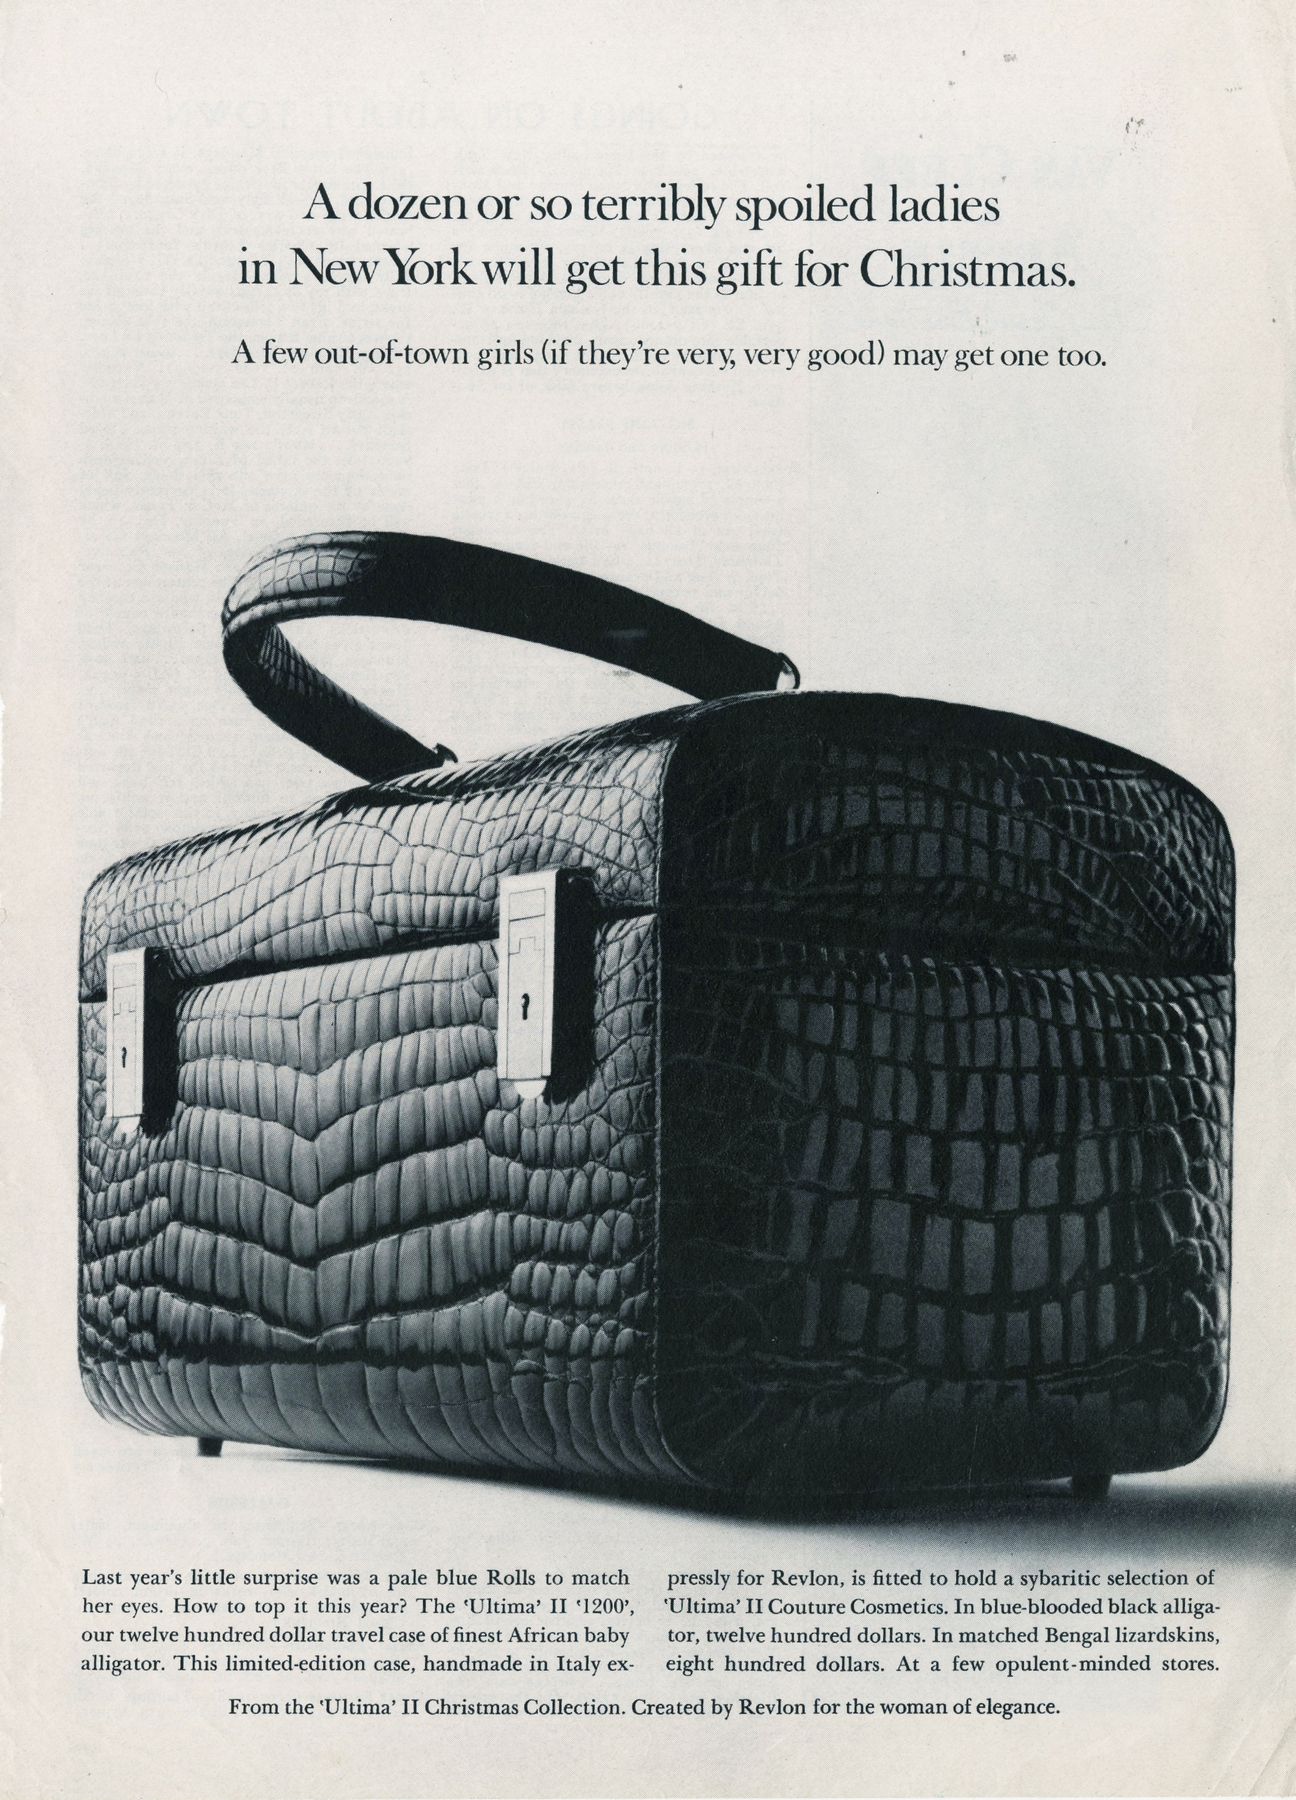 A dozen or so terribly spoiled ladies
in New York will get this gift for Christmas.
A few out-of-town girls (if they're very, very good) may get one too.
Last year's little surprise was a pale blue Rolls to match
her eyes. How to top it this year? The 'Ultima' II '1200',
our twelve hundred dollar travel case of finest African baby
alligator. This limited-edition case, handmade in Italy ex-
pressly for Revlon, is fitted to hold a sybaritic selection of
'Ultima' II Couture Cosmetics. In blue-blooded black alliga-
tor, twelve hundred dollars. In matched Bengal lizardskins,
eight hundred dollars. At a few opulent-minded stores.
From the 'Ultima' II Christmas Collection. Created by Revlon for the woman of elegance.